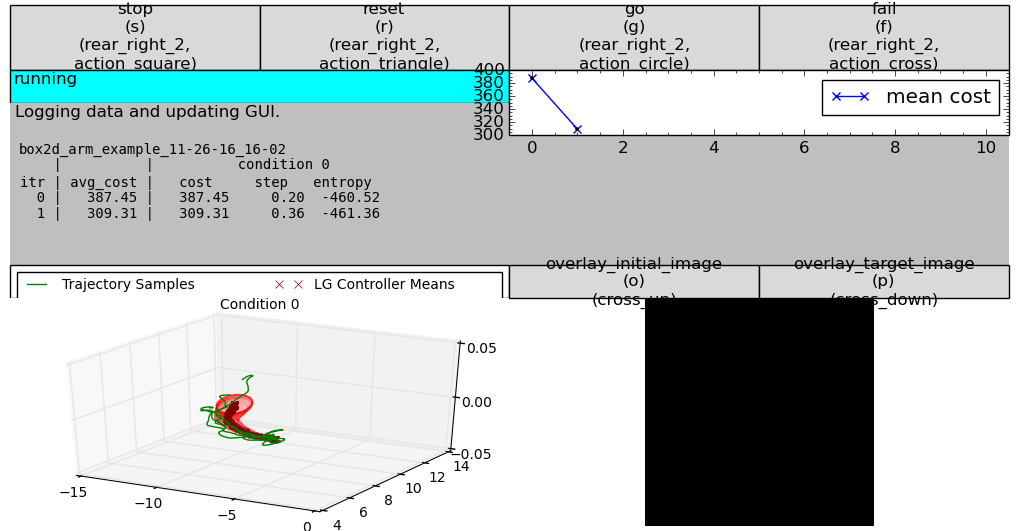 stop
(s)
(rear_right_2,
action_square)
reset
(r)
(rear_right_2,
action_triangle)
go
(g)
(rear_right_2,
action_circle)
fail
(f)
(rear_right_2,
action_cross)
running
Logging data and updating GUI.
box2d_arm_example_11-26-16_16-02
| | condition 0
itr | avg_cost | cost step entropy
0 | 387.45 | 387.45 0.20 -460.52
1 | 309.31 | 309.31 0.36 -461.36
400
380
360
340
320
300
mean cost
0 2 4 6 8 10
overlay_initial_image
(o)
(cross_up)
overlay_target_image
(p)
(cross_down)
Trajectory Samples
LG Controller Means
Condition 0
0.05
0.00
−0.05
−15 −10 −5 0
4 6 8 10 12 14